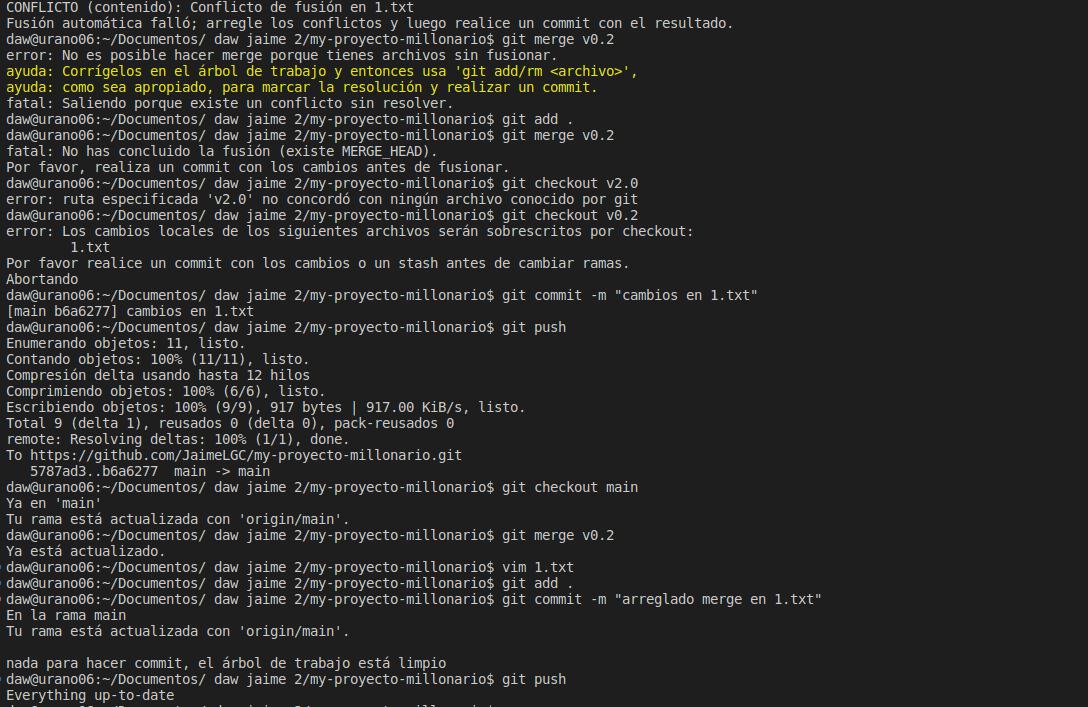 CONFLICTO (contenido): Conflicto de fusión en 1.txt
Fusión automática falló; arregle los conflictos y luego realice un commit con el resultado.
daw@urano06:~/Documentos/ daw jaime 2/my-proyecto-millonario$ git merge v0.2
error: No es posible hacer merge porque tienes archivos sin fusionar.
ayuda: Corrígelos en el árbol de trabajo y entonces usa 'git add/rm <archivo>',
ayuda: como sea apropiado, para marcar la resolución y realizar un commit.
fatal: Saliendo porque existe un conflicto sin resolver.
daw@urano06:~/Documentos/ daw jaime 2/my-proyecto-millonario$ git add .
daw@urano06:~/Documentos/ daw jaime 2/my-proyecto-millonario$ git merge v0.2
fatal: No has concluido la fusión (existe MERGE_HEAD).
Por favor, realiza un commit con los cambios antes de fusionar.
daw@urano06:~/Documentos/ daw jaime 2/my-proyecto-millonario$ git checkout v2.0
error: ruta especificada 'v2.0' no concordó con ningún archivo conocido por git
daw@urano06:~/Documentos/ daw jaime 2/my-proyecto-millonario$ git checkout v0.2
error: Los cambios locales de los siguientes archivos serán sobrescritos por checkout:
        1.txt
Por favor realice un commit con los cambios o un stash antes de cambiar ramas.
Abortando
daw@urano06:~/Documentos/ daw jaime 2/my-proyecto-millonario$ git commit -m "cambios en 1.txt"
[main b6a6277] cambios en 1.txt
daw@urano06:~/Documentos/ daw jaime 2/my-proyecto-millonario$ git push
Enumerando objetos: 11, listo.
Contando objetos: 100% (11/11), listo.
Compresión delta usando hasta 12 hilos
Comprimiendo objetos: 100% (6/6), listo.
Escribiendo objetos: 100% (9/9), 917 bytes | 917.00 KiB/s, listo.
Total 9 (delta 1), reusados 0 (delta 0), pack-reusados 0
remote: Resolving deltas: 100% (1/1), done.
To https://github.com/JaimeLGC/my-proyecto-millonario.git
   5787ad3..b6a6277  main -> main
daw@urano06:~/Documentos/ daw jaime 2/my-proyecto-millonario$ git checkout main
Ya en 'main'
Tu rama está actualizada con 'origin/main'.
daw@urano06:~/Documentos/ daw jaime 2/my-proyecto-millonario$ git merge v0.2
Ya está actualizado.
daw@urano06:~/Documentos/ daw jaime 2/my-proyecto-millonario$ vim 1.txt
daw@urano06:~/Documentos/ daw jaime 2/my-proyecto-millonario$ git add .
daw@urano06:~/Documentos/ daw jaime 2/my-proyecto-millonario$ git commit -m "arreglado merge en 1.txt"
En la rama main
Tu rama está actualizada con 'origin/main'.
nada para hacer commit, el árbol de trabajo está limpio
daw@urano06:~/Documentos/ daw jaime 2/my-proyecto-millonario$ git push
Everything up-to-date